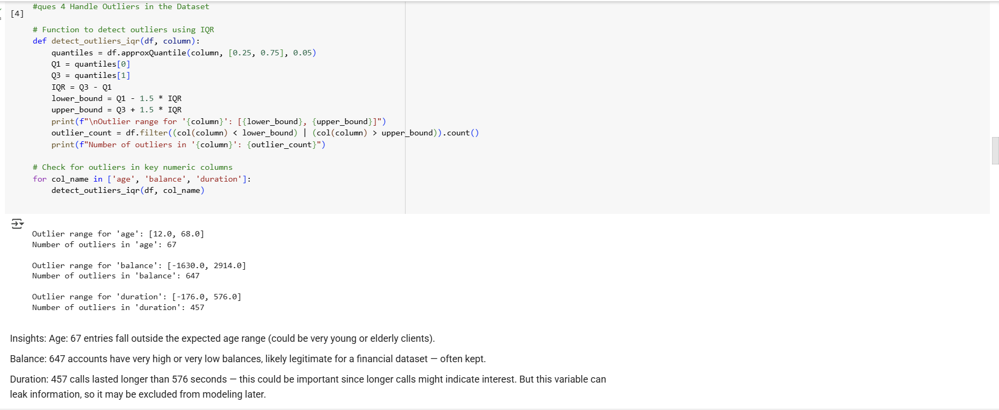 #ques 4 Handle Outliers in the Dataset
[4]
# Function to detect outliers using IQR
def detect_outliers_iqr(df, column):
    quantiles = df.approxQuantile(column, [0.25, 0.75], 0.05)
    Q1 = quantiles[0]
    Q3 = quantiles[1]
    IQR = Q3 - Q1
    lower_bound = Q1 - 1.5 * IQR
    upper_bound = Q3 + 1.5 * IQR
    print(f"\nOutlier range for '{column}': [{lower_bound}, {upper_bound}]")
    outlier_count = df.filter((col(column) < lower_bound) | (col(column) > upper_bound)).count()
    print(f"Number of outliers in '{column}': {outlier_count}")
# Check for outliers in key numeric columns
for col_name in ['age', 'balance', 'duration']:
    detect_outliers_iqr(df, col_name)
Outlier range for 'age': [12.0, 68.0]
Number of outliers in 'age': 67
Outlier range for 'balance': [-1630.0, 2914.0]
Number of outliers in 'balance': 647
Outlier range for 'duration': [-176.0, 576.0]
Number of outliers in 'duration': 457
Insights: Age: 67 entries fall outside the expected age range (could be very young or elderly clients).
Balance: 647 accounts have very high or very low balances, likely legitimate for a financial dataset — often kept.
Duration: 457 calls lasted longer than 576 seconds — this could be important since longer calls might indicate interest. But this variable can
leak information, so it may be excluded from modeling later.